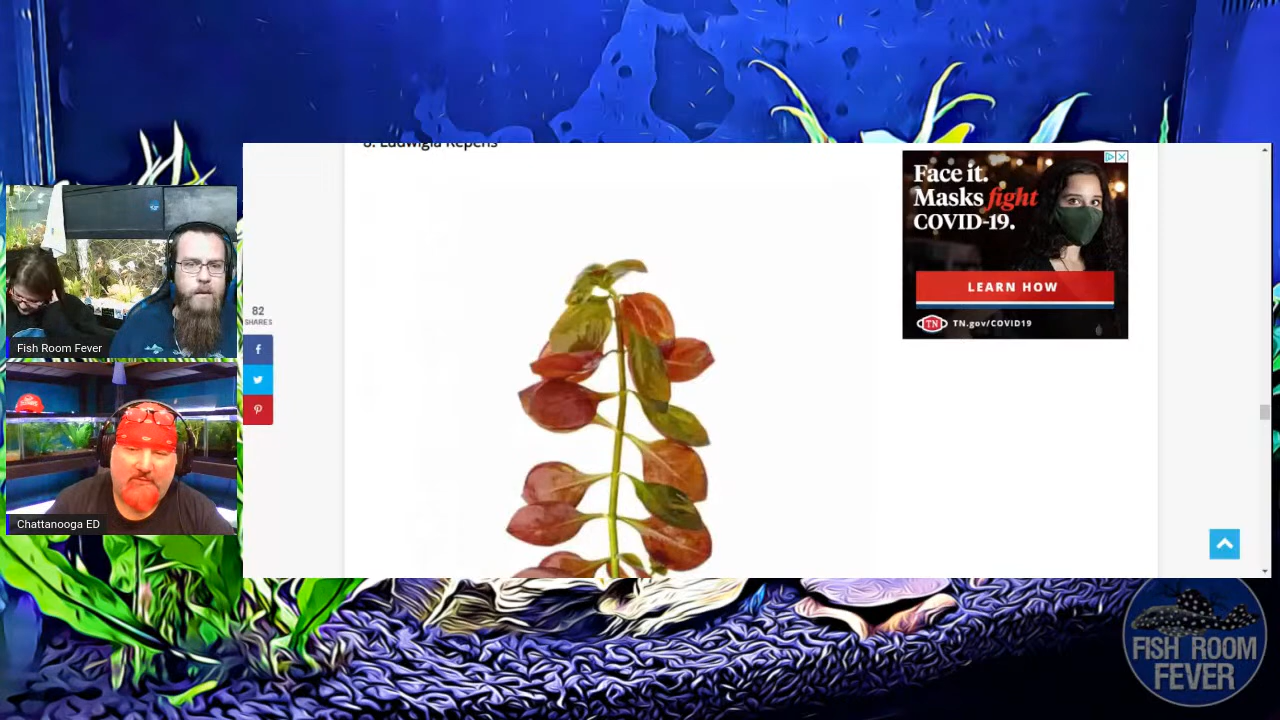 Ludwigia Repens
Face it.
Masks fight
COVID-19.
LEARN HOW
TN TN.gov/COVID19
82
SHARES
Fish Room Fever
Chattanooga ED
FISH ROOM
FEVER